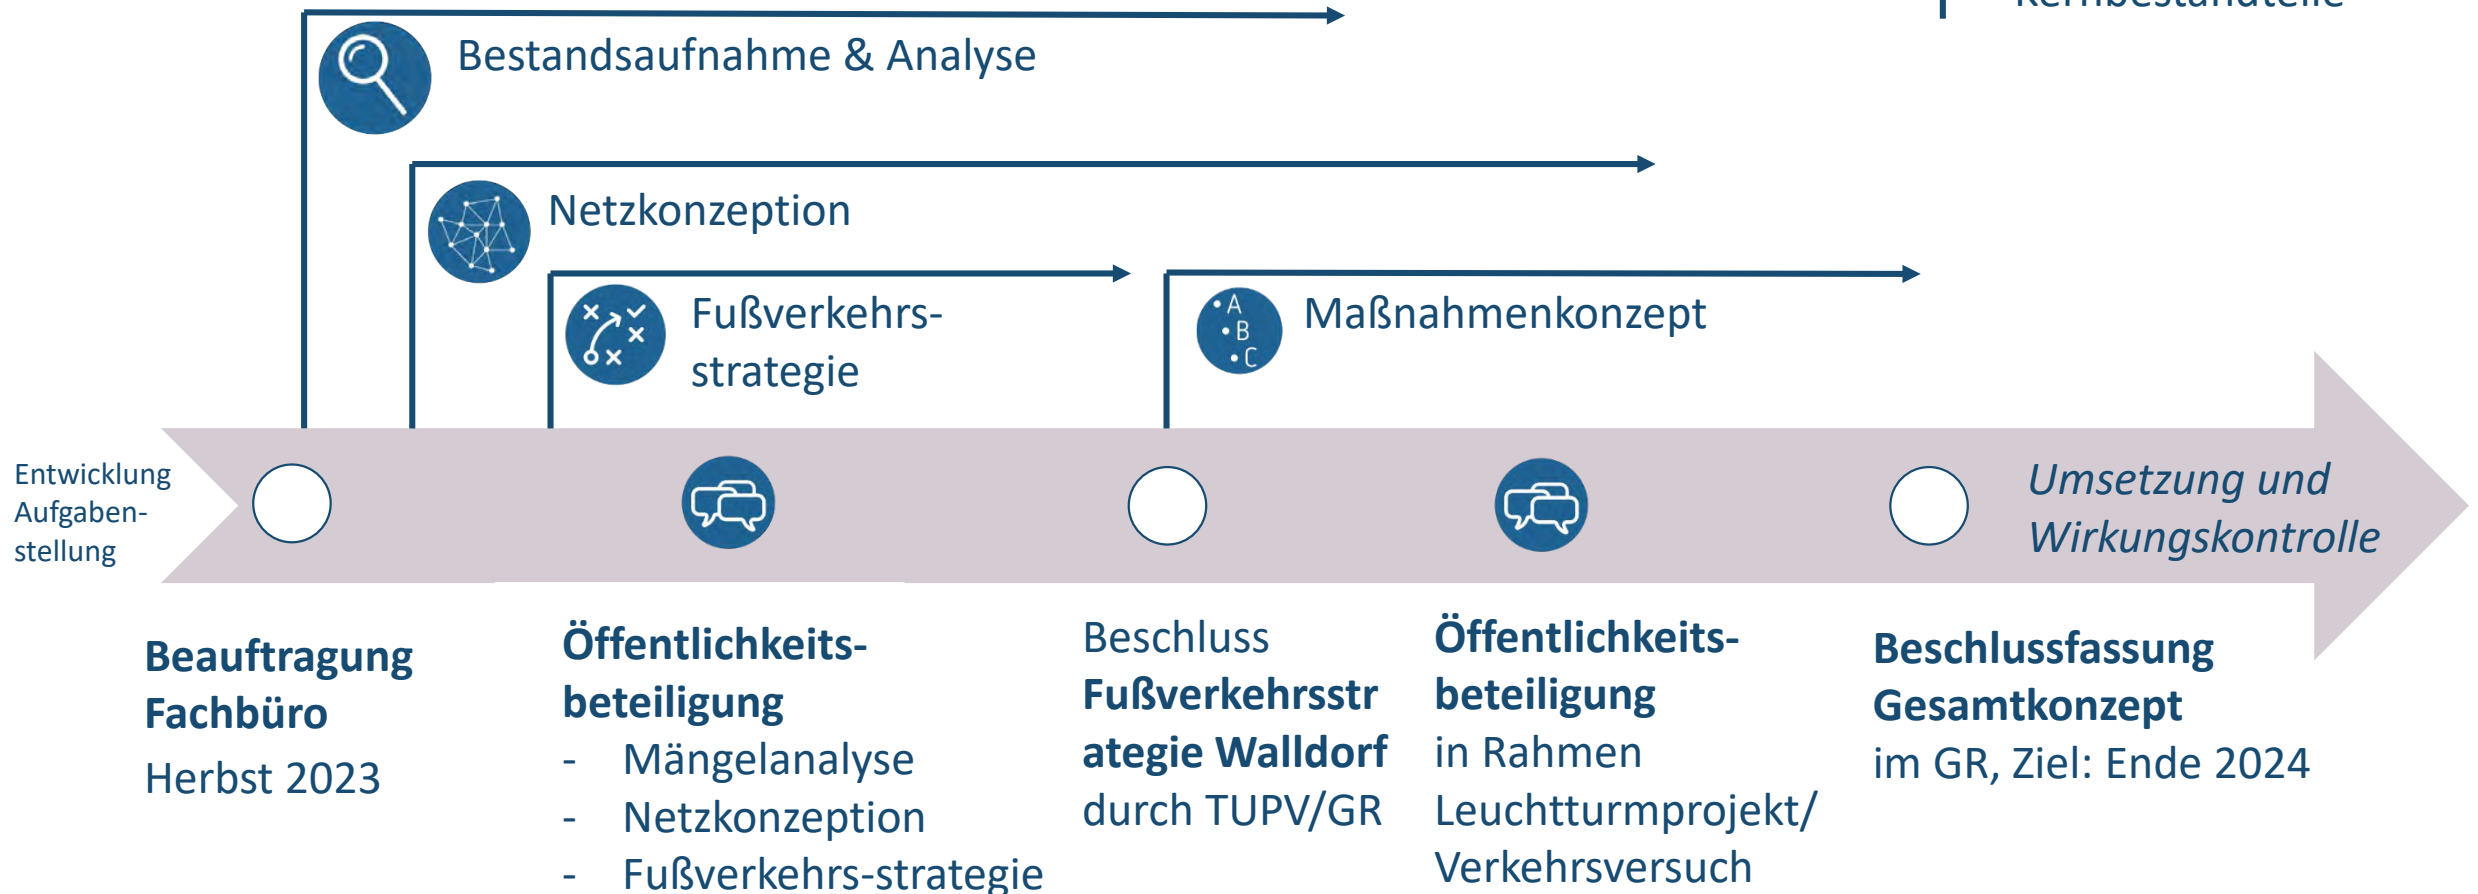 Kernbestandteile
Bestandsaufnahme & Analyse
Netzkonzeption
Fußverkehrs-
strategie
A
B
C
Maßnahmenkonzept
Entwicklung
Aufgaben-
stellung
Umsetzung und
Wirkungskontrolle
Beauftragung
Fachbüro
Herbst 2023
Öffentlichkeits-
beteiligung
- Mängelanalyse
- Netzkonzeption
- Fußverkehrs-strategie
Beschluss
Fußverkehrsstr
ategie Walldorf
durch TUPV/GR
Öffentlichkeits-
beteiligung
in Rahmen
Leuchtturmprojekt/
Verkehrsversuch
Beschlussfassung
Gesamtkonzept
im GR, Ziel: Ende 2024